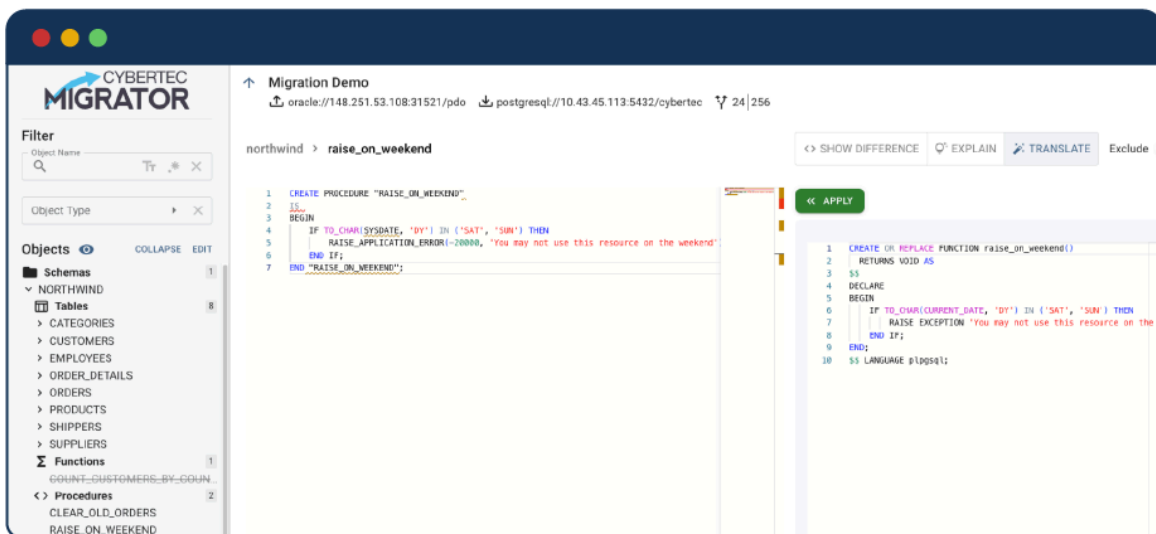 CYBERTEC
MIGRATOR
Filter
Object Name
Object Type
Objects COLLAPSE EDIT
Schemas 1
NORTHWIND
Tables 8
CATEGORIES
CUSTOMERS
EMPLOYEES
ORDER_DETAILS
ORDERS
PRODUCTS
SHIPPERS
SUPPLIERS
Functions 1
COUNT_CUSTOMERS_BY_COUN...
Procedures 2
CLEAR_OLD_ORDERS
RAISE_ON_WEEKEND
Migration Demo
oracle://148.251.53.108:31521/pdo postgresql://10.43.45.113:5432/cybertec 24|256
northwind > raise_on_weekend
<> SHOW DIFFERENCE EXPLAIN TRANSLATE Exclude
1 CREATE PROCEDURE "RAISE_ON_WEEKEND"
2 IS
3 BEGIN
4 IF TO_CHAR(SYSDATE, 'DY') IN ('SAT', 'SUN') THEN
5 RAISE_APPLICATION_ERROR(-20000, 'You may not use this resource on the weekend'
6 END IF;
7 END "RAISE_ON_WEEKEND";
« APPLY
1 CREATE OR REPLACE FUNCTION raise_on_weekend()
2 RETURNS VOID AS
3 $$
4 DECLARE
5 BEGIN
6 IF TO_CHAR(CURRENT_DATE, 'DY') IN ('SAT', 'SUN') THEN
7 RAISE EXCEPTION 'You may not use this resource on the
8 END IF;
9 END;
10 $$ LANGUAGE plpgsql;